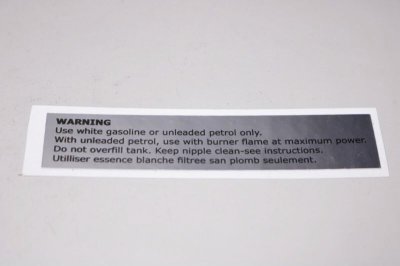 WARNING
Use white gasoline or unleaded petrol only.
With unleaded petrol, use with burner flame at maximum power.
Do not overfill tank. Keep nipple clean-see instructions.
Utilliser essence blanche filtree san plomb seulement.